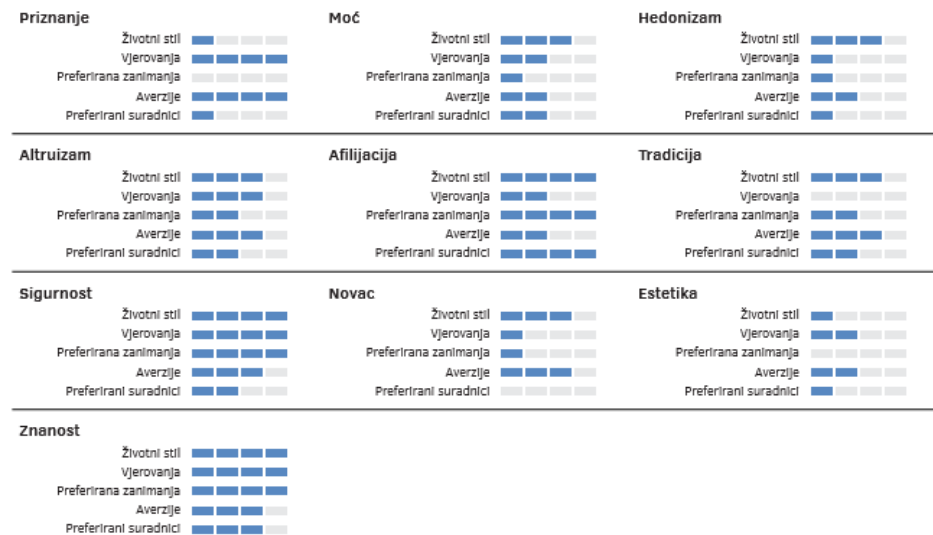 Priznanje
Životni stil
Vjerovanja
Preferirana zanimanja
Averzije
Preferirani suradnici
Moć
Životni stil
Vjerovanja
Preferirana zanimanja
Averzije
Preferirani suradnici
Hedonizam
Životni stil
Vjerovanja
Preferirana zanimanja
Averzije
Preferirani suradnici
Altruizam
Životni stil
Vjerovanja
Preferirana zanimanja
Averzije
Preferirani suradnici
Afilijacija
Životni stil
Vjerovanja
Preferirana zanimanja
Averzije
Preferirani suradnici
Tradicija
Životni stil
Vjerovanja
Preferirana zanimanja
Averzije
Preferirani suradnici
Sigurnost
Životni stil
Vjerovanja
Preferirana zanimanja
Averzije
Preferirani suradnici
Novac
Životni stil
Vjerovanja
Preferirana zanimanja
Averzije
Preferirani suradnici
Estetika
Životni stil
Vjerovanja
Preferirana zanimanja
Averzije
Preferirani suradnici
Znanost
Životni stil
Vjerovanja
Preferirana zanimanja
Averzije
Preferirani suradnici